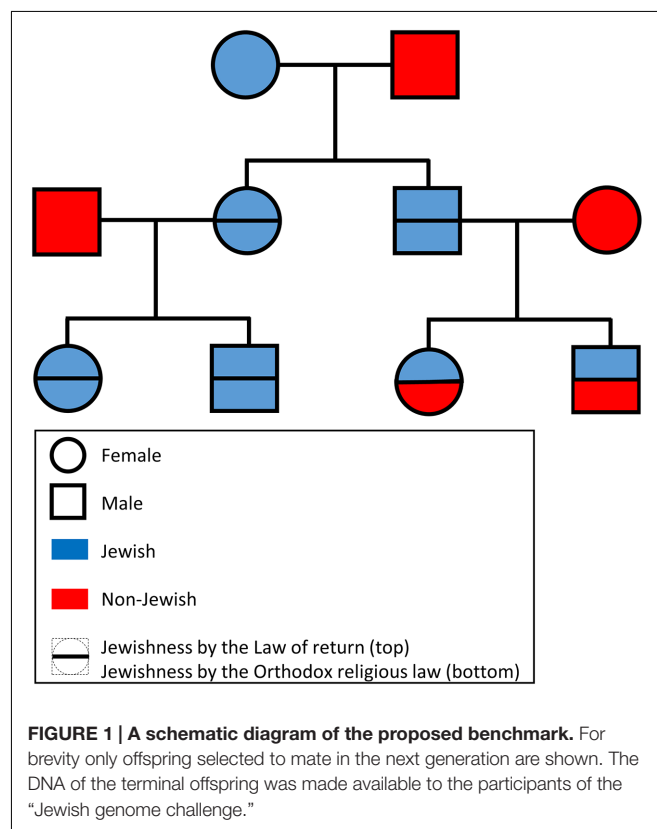 Female
Male
Jewish
Non-Jewish
Jewishness by the Law of return (top)
Jewishness by the Orthodox religious law (bottom)
FIGURE 1 | A schematic diagram of the proposed benchmark. For
brevity only offspring selected to mate in the next generation are shown. The
DNA of the terminal offspring was made available to the participants of the
“Jewish genome challenge.”